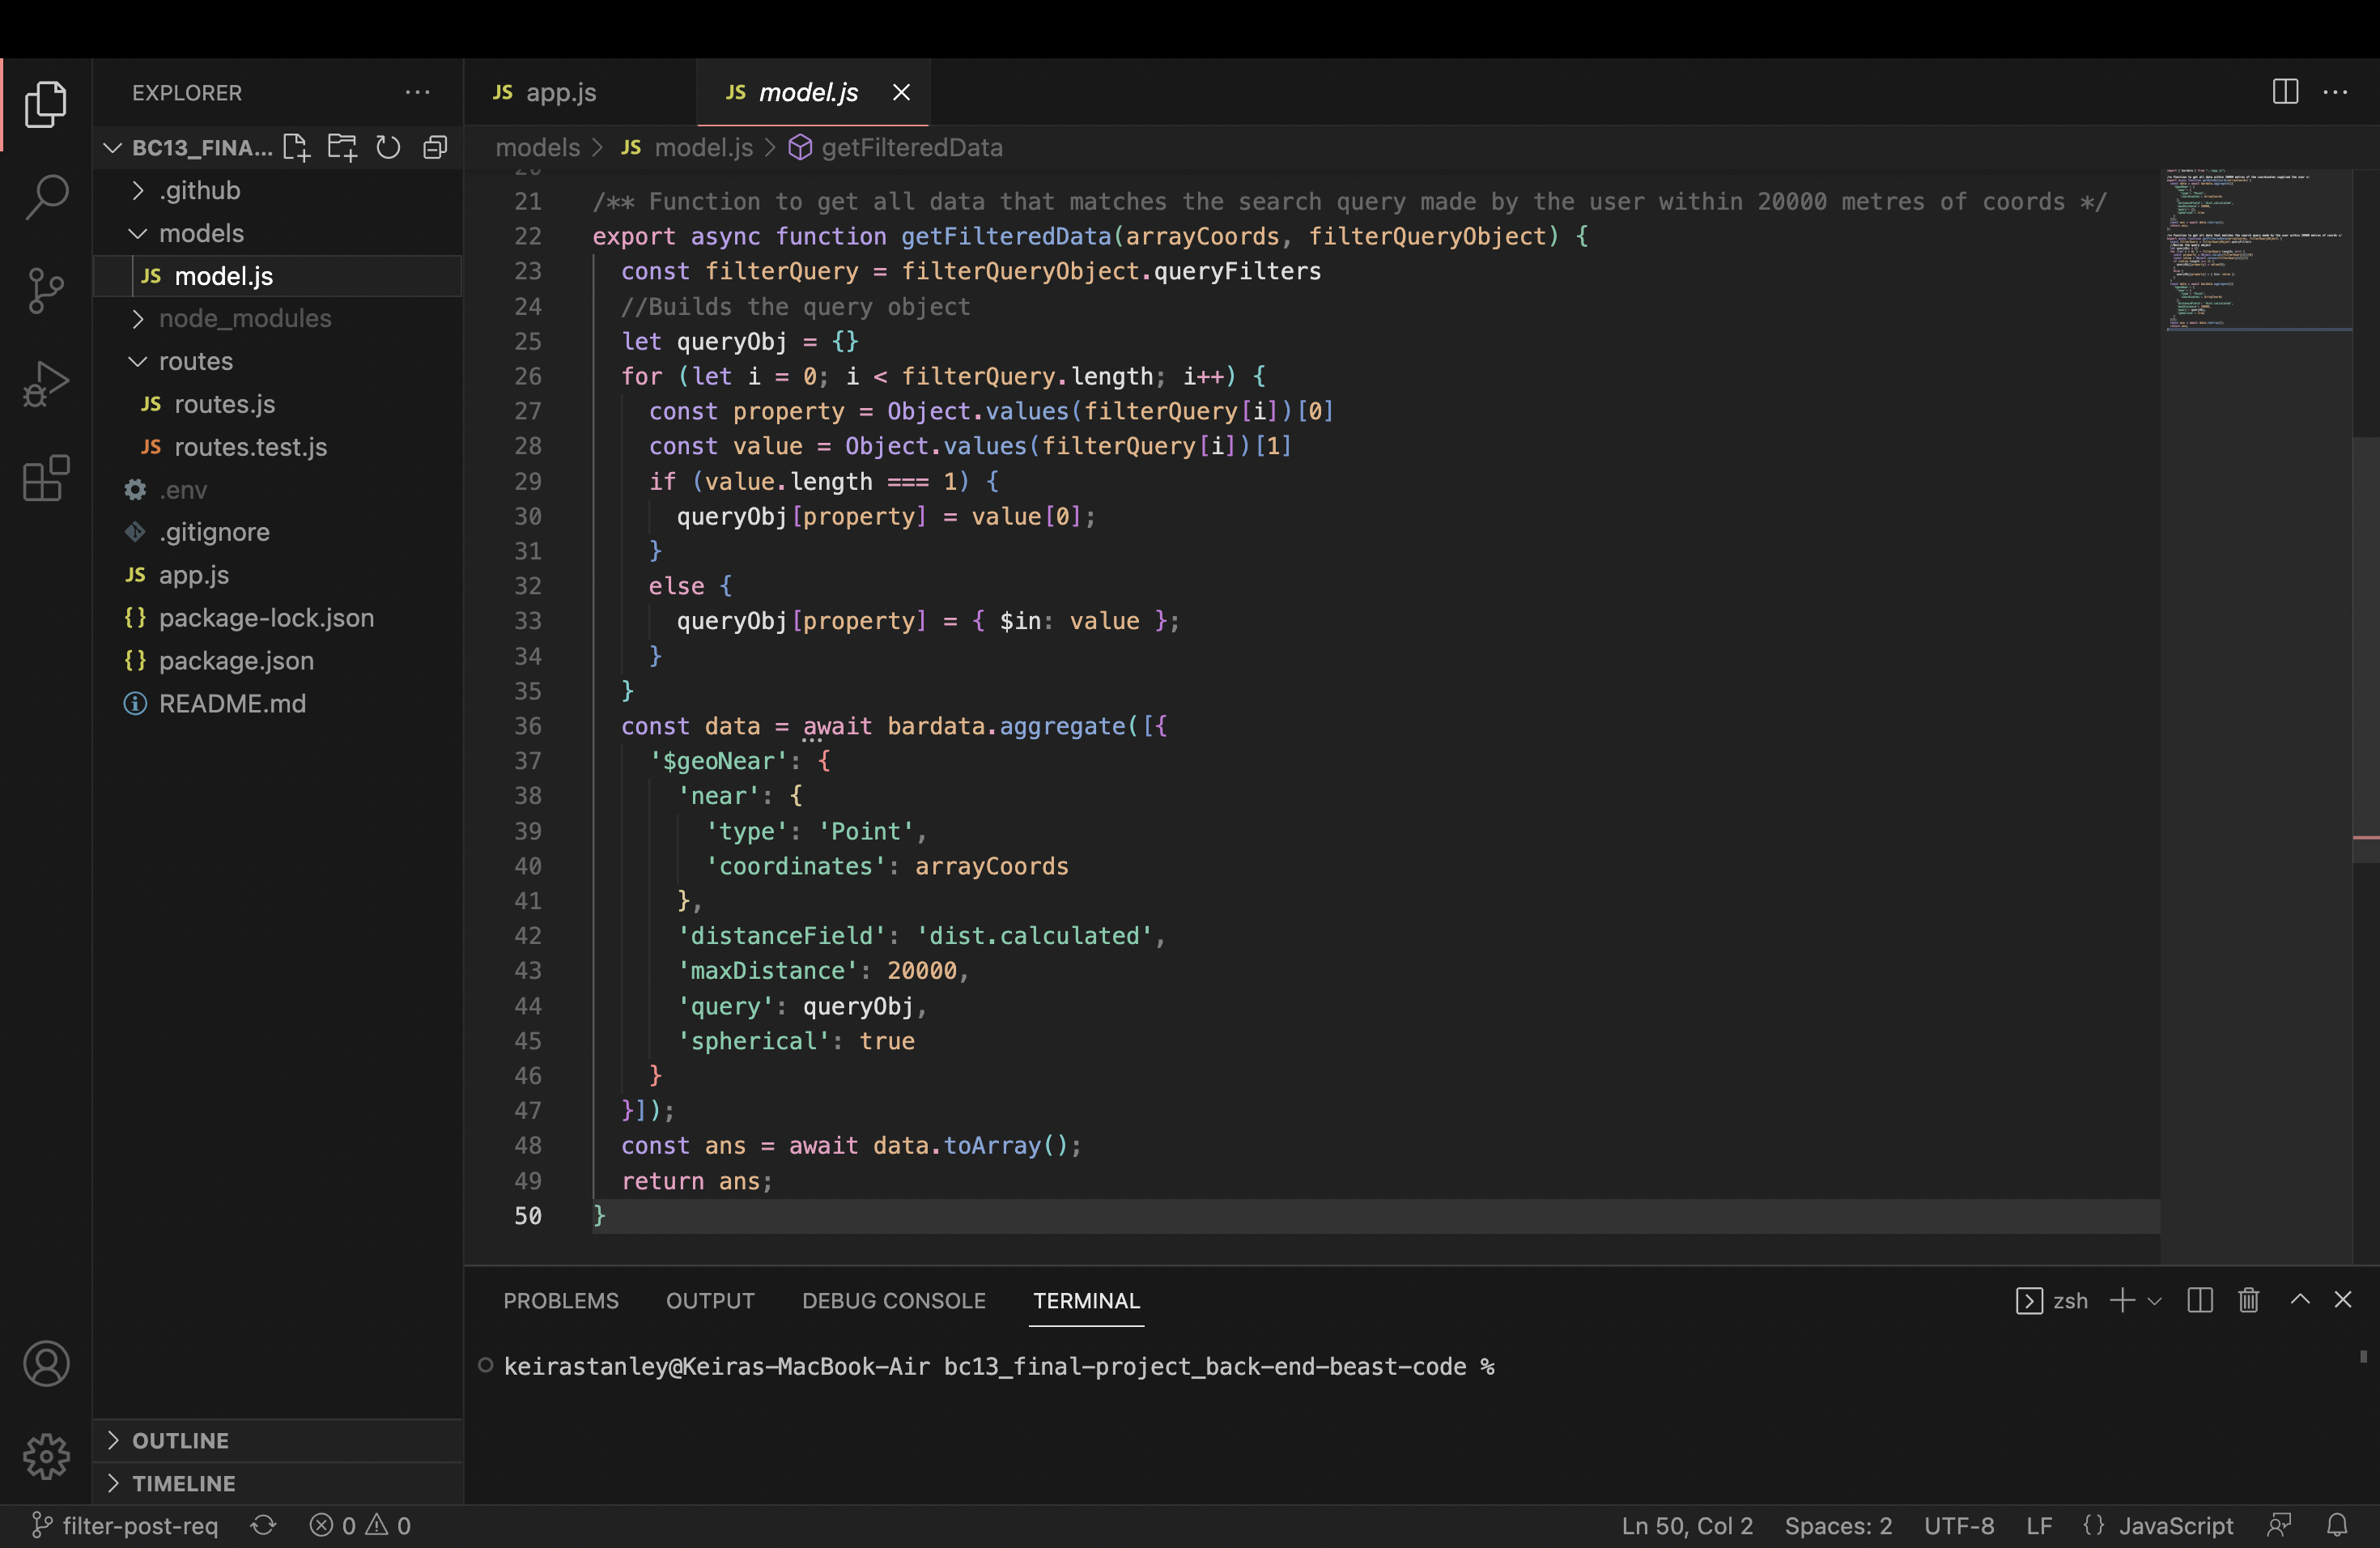 EXPLORER
JS app.js
JS model.js
BC13_FINA...
models > JS model.js > getFilteredData
.github
models
JS model.js
node_modules
routes
JS routes.js
JS routes.test.js
.env
.gitignore
JS app.js
{} package-lock.json
{} package.json
README.md
OUTLINE
TIMELINE
20
21 /** Function to get all data that matches the search query made by the user within 20000 metres of coords */
22 export async function getFilteredData(arrayCoords, filterQueryObject) {
23 const filterQuery = filterQueryObject.queryFilters
24 //Builds the query object
25 let queryObj = {}
26 for (let i = 0; i < filterQuery.length; i++) {
27 const property = Object.values(filterQuery[i])[0]
28 const value = Object.values(filterQuery[i])[1]
29 if (value.length === 1) {
30 queryObj[property] = value[0];
31 }
32 else {
33 queryObj[property] = { $in: value };
34 }
35 }
36 const data = await bardata.aggregate([{
37 '$geoNear': {
38 'near': {
39 'type': 'Point',
40 'coordinates': arrayCoords
41 },
42 'distanceField': 'dist.calculated',
43 'maxDistance': 20000,
44 'query': queryObj,
45 'spherical': true
46 }
47 }]);
48 const ans = await data.toArray();
49 return ans;
50 }
PROBLEMS OUTPUT DEBUG CONSOLE TERMINAL
zsh
keirastanley@Keiras-MacBook-Air bc13_final-project_back-end-beast-code %
filter-post-req 0 0
Ln 50, Col 2 Spaces: 2 UTF-8 LF {} JavaScript